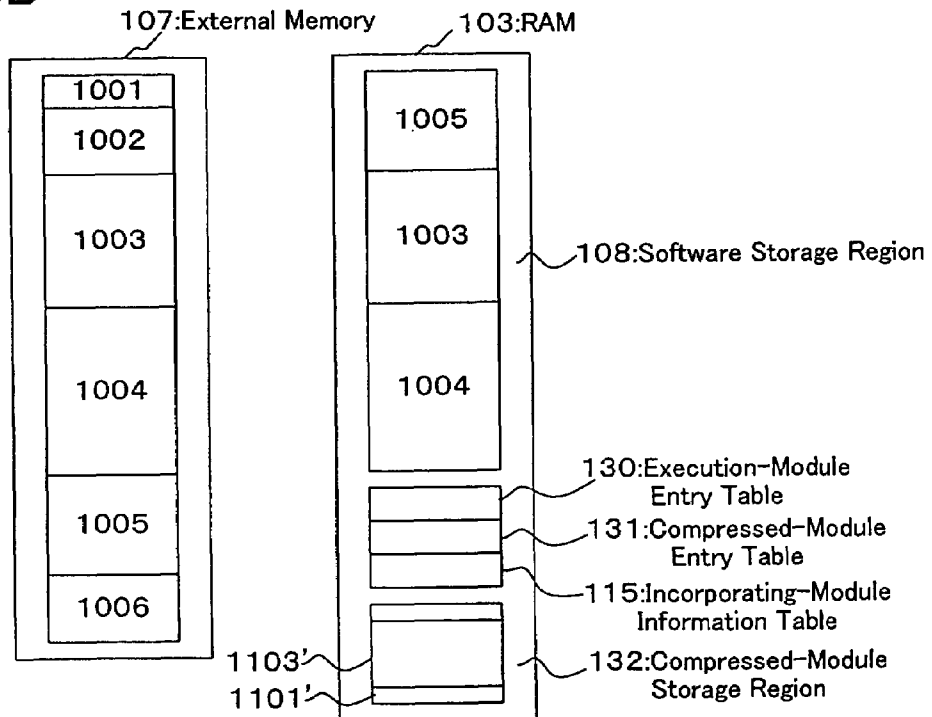 107:External Memory
103:RAM
1001
1002
1003
1004
1005
1006
1005
1003
1004
108:Software Storage Region
130:Execution-Module
Entry Table
131:Compressed-Module
Entry Table
115:Incorporating-Module
Information Table
1103'
1101'
132:Compressed-Module
Storage Region